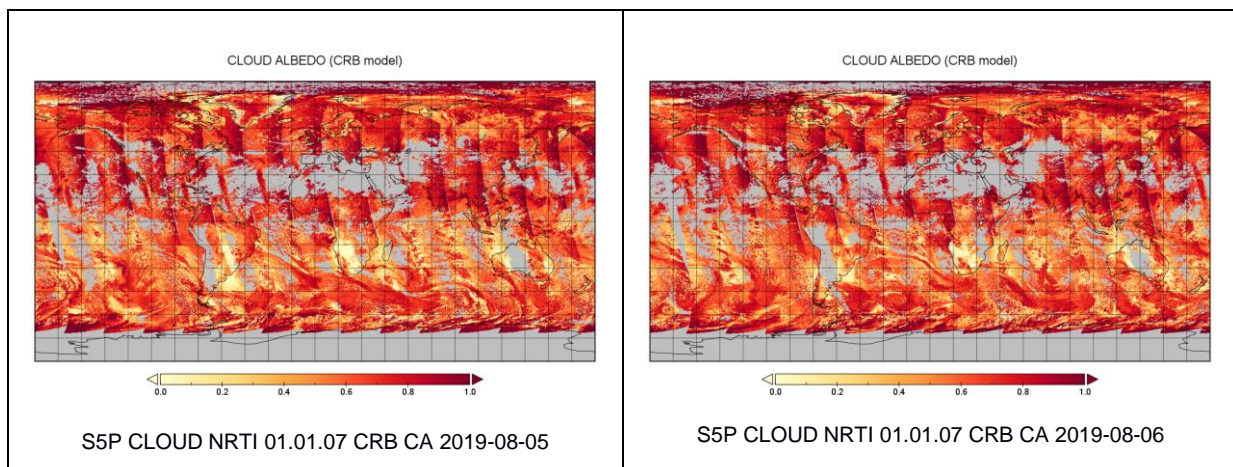 CLOUD ALBEDO (CRB model)
0.0 0.2 0.4 0.6 0.8 1.0
S5P CLOUD NRTI 01.01.07 CRB CA 2019-08-05
CLOUD ALBEDO (CRB model)
0.0 0.2 0.4 0.6 0.8 1.0
S5P CLOUD NRTI 01.01.07 CRB CA 2019-08-06